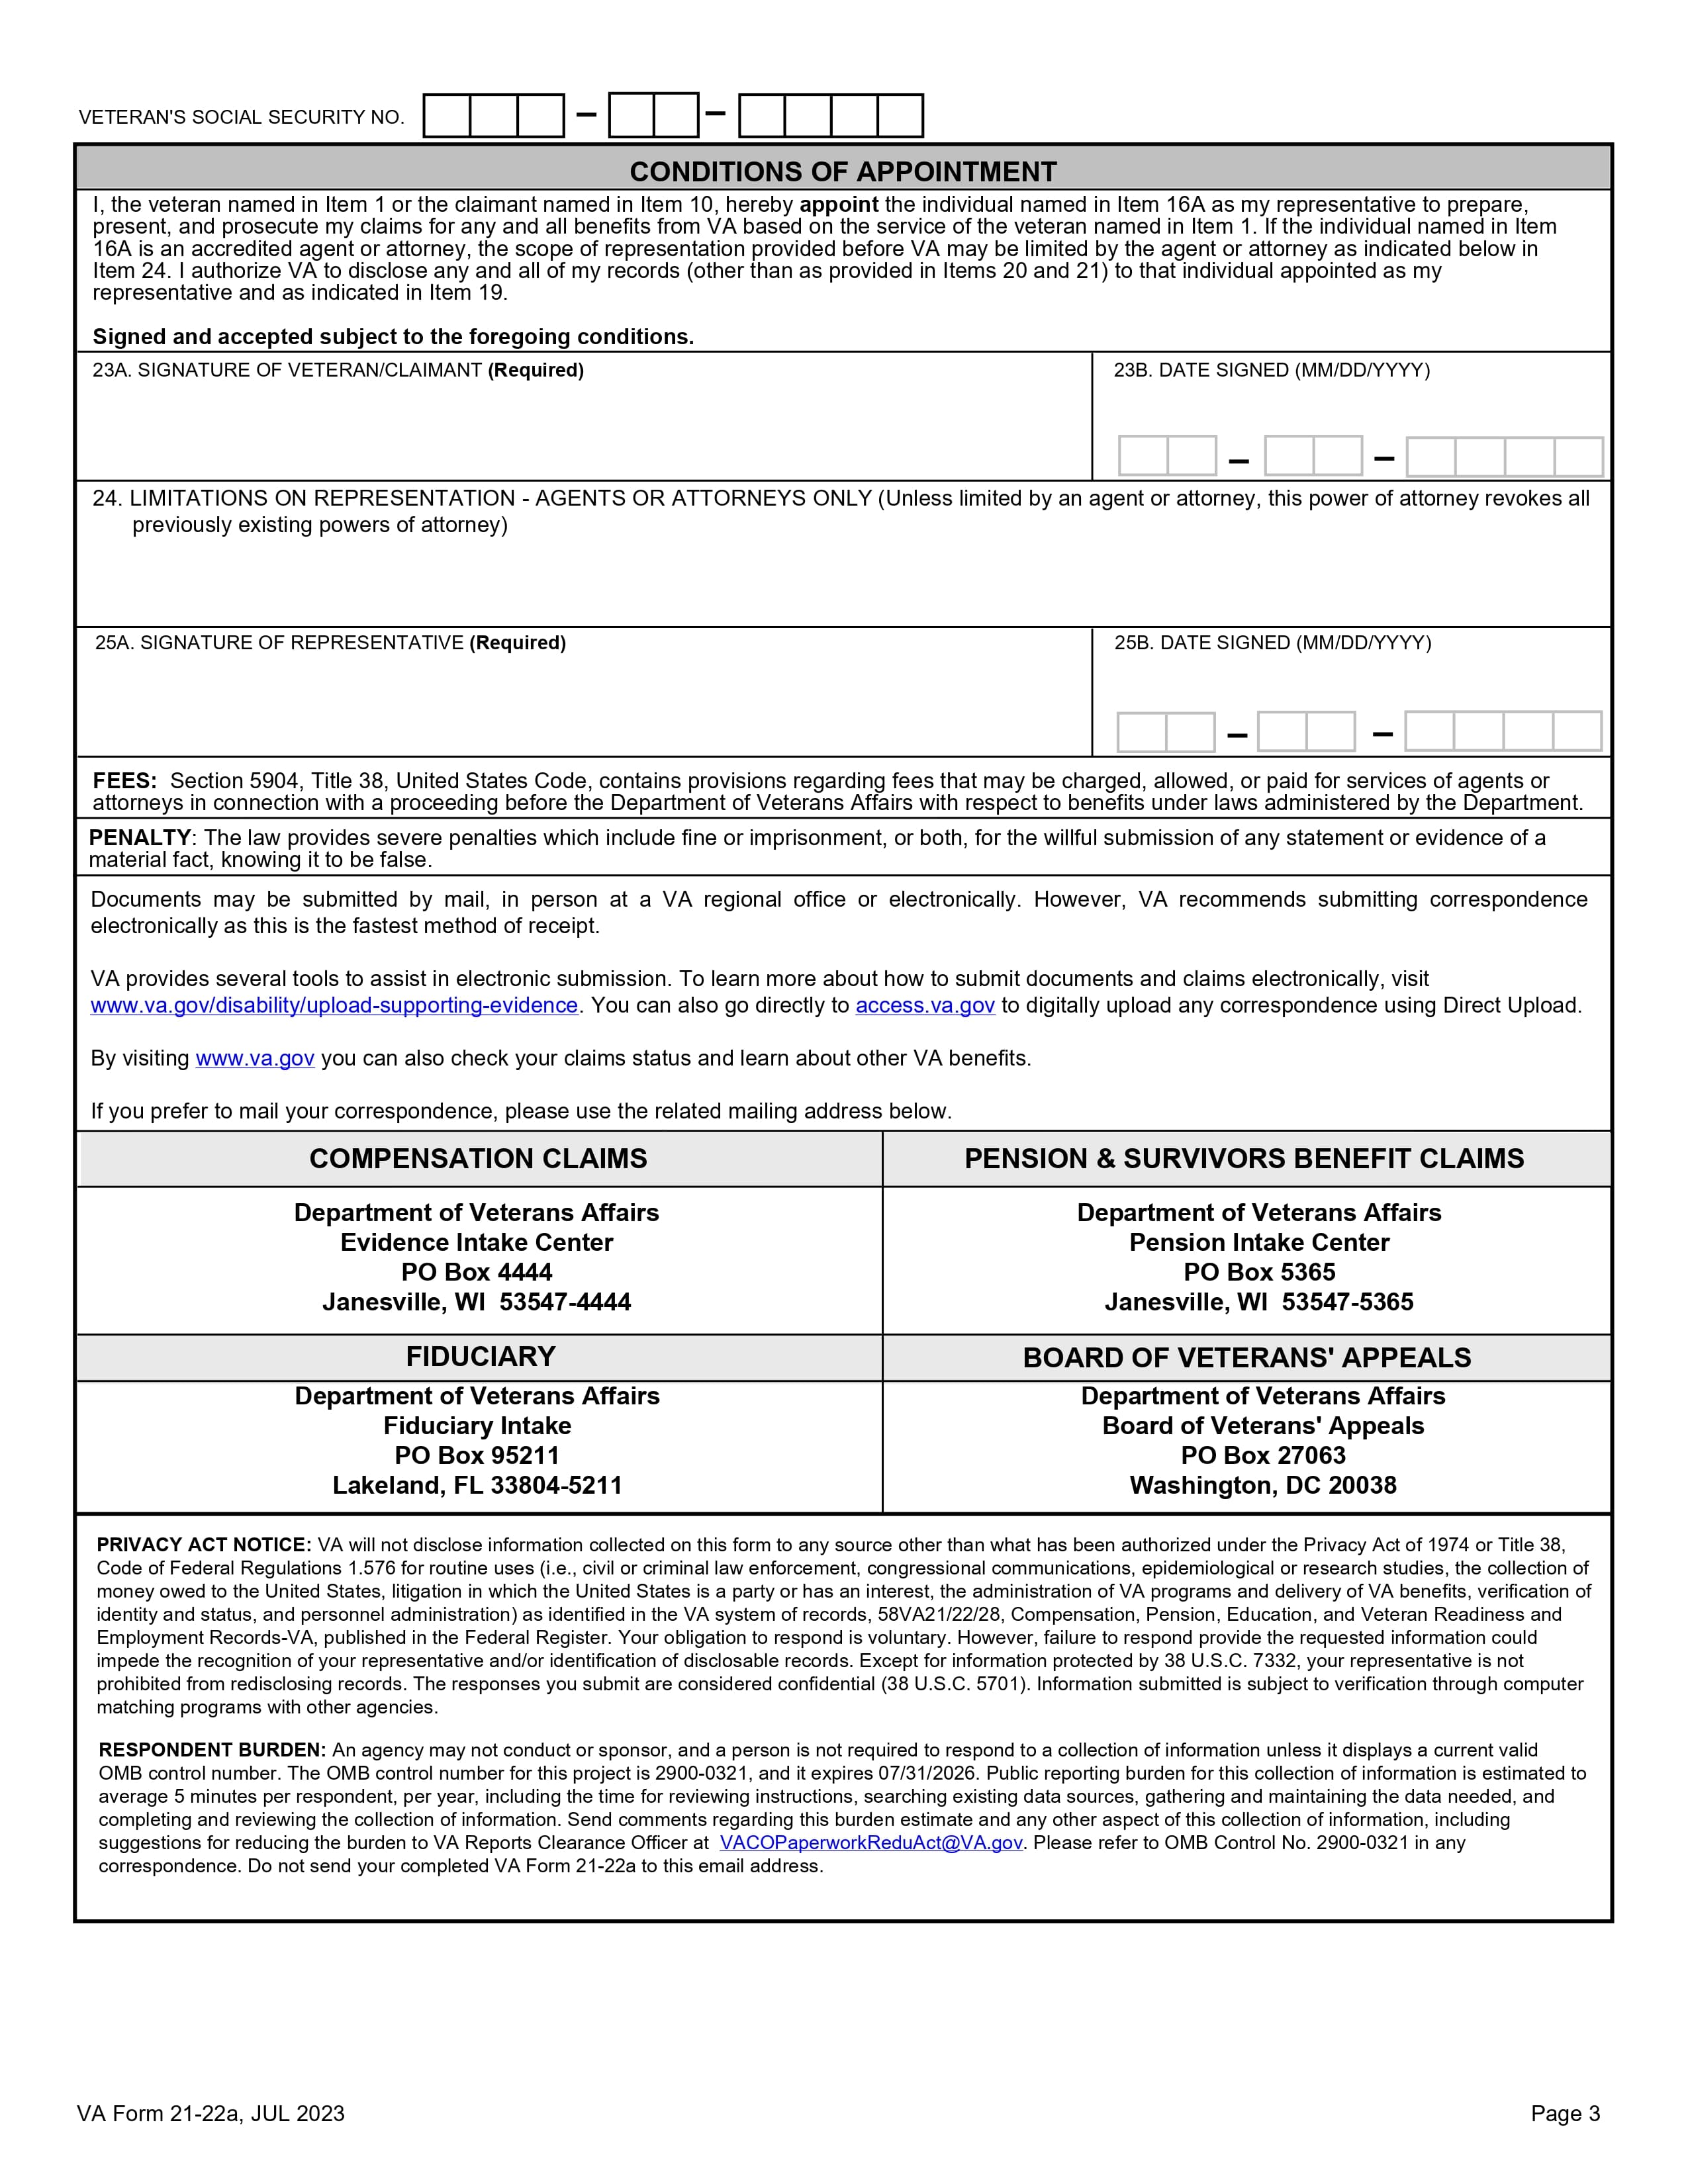 VETERAN'S SOCIAL SECURITY NO. – –
CONDITIONS OF APPOINTMENT
I, the veteran named in Item 1 or the claimant named in Item 10, hereby appoint the individual named in Item 16A as my representative to prepare,
present, and prosecute my claims for any and all benefits from VA based on the service of the veteran named in Item 1. If the individual named in Item
16A is an accredited agent or attorney, the scope of representation provided before VA may be limited by the agent or attorney as indicated below in
Item 24. I authorize VA to disclose any and all of my records (other than as provided in Items 20 and 21) to that individual appointed as my
representative and as indicated in Item 19.
Signed and accepted subject to the foregoing conditions.
23A. SIGNATURE OF VETERAN/CLAIMANT (Required)
23B. DATE SIGNED (MM/DD/YYYY)
– –
24. LIMITATIONS ON REPRESENTATION - AGENTS OR ATTORNEYS ONLY (Unless limited by an agent or attorney, this power of attorney revokes all
previously existing powers of attorney)
25A. SIGNATURE OF REPRESENTATIVE (Required)
25B. DATE SIGNED (MM/DD/YYYY)
– –
FEES: Section 5904, Title 38, United States Code, contains provisions regarding fees that may be charged, allowed, or paid for services of agents or
attorneys in connection with a proceeding before the Department of Veterans Affairs with respect to benefits under laws administered by the Department.
PENALTY: The law provides severe penalties which include fine or imprisonment, or both, for the willful submission of any statement or evidence of a
material fact, knowing it to be false.
Documents may be submitted by mail, in person at a VA regional office or electronically. However, VA recommends submitting correspondence
electronically as this is the fastest method of receipt.
VA provides several tools to assist in electronic submission. To learn more about how to submit documents and claims electronically, visit
www.va.gov/disability/upload-supporting-evidence. You can also go directly to access.va.gov to digitally upload any correspondence using Direct Upload.
By visiting www.va.gov you can also check your claims status and learn about other VA benefits.
If you prefer to mail your correspondence, please use the related mailing address below.
COMPENSATION CLAIMS
Department of Veterans Affairs
Evidence Intake Center
PO Box 4444
Janesville, WI 53547-4444
PENSION & SURVIVORS BENEFIT CLAIMS
Department of Veterans Affairs
Pension Intake Center
PO Box 5365
Janesville, WI 53547-5365
FIDUCIARY
Department of Veterans Affairs
Fiduciary Intake
PO Box 95211
Lakeland, FL 33804-5211
BOARD OF VETERANS' APPEALS
Department of Veterans Affairs
Board of Veterans' Appeals
PO Box 27063
Washington, DC 20038
PRIVACY ACT NOTICE: VA will not disclose information collected on this form to any source other than what has been authorized under the Privacy Act of 1974 or Title 38,
Code of Federal Regulations 1.576 for routine uses (i.e., civil or criminal law enforcement, congressional communications, epidemiological or research studies, the collection of
money owed to the United States, litigation in which the United States is a party or has an interest, the administration of VA programs and delivery of VA benefits, verification of
identity and status, and personnel administration) as identified in the VA system of records, 58VA21/22/28, Compensation, Pension, Education, and Veteran Readiness and
Employment Records-VA, published in the Federal Register. Your obligation to respond is voluntary. However, failure to respond provide the requested information could
impede the recognition of your representative and/or identification of disclosable records. Except for information protected by 38 U.S.C. 7332, your representative is not
prohibited from redisclosing records. The responses you submit are considered confidential (38 U.S.C. 5701). Information submitted is subject to verification through computer
matching programs with other agencies.
RESPONDENT BURDEN: An agency may not conduct or sponsor, and a person is not required to respond to a collection of information unless it displays a current valid
OMB control number. The OMB control number for this project is 2900-0321, and it expires 07/31/2026. Public reporting burden for this collection of information is estimated to
average 5 minutes per respondent, per year, including the time for reviewing instructions, searching existing data sources, gathering and maintaining the data needed, and
completing and reviewing the collection of information. Send comments regarding this burden estimate and any other aspect of this collection of information, including
suggestions for reducing the burden to VA Reports Clearance Officer at VACOPaperworkReduAct@VA.gov. Please refer to OMB Control No. 2900-0321 in any
correspondence. Do not send your completed VA Form 21-22a to this email address.
VA Form 21-22a, JUL 2023
Page 3